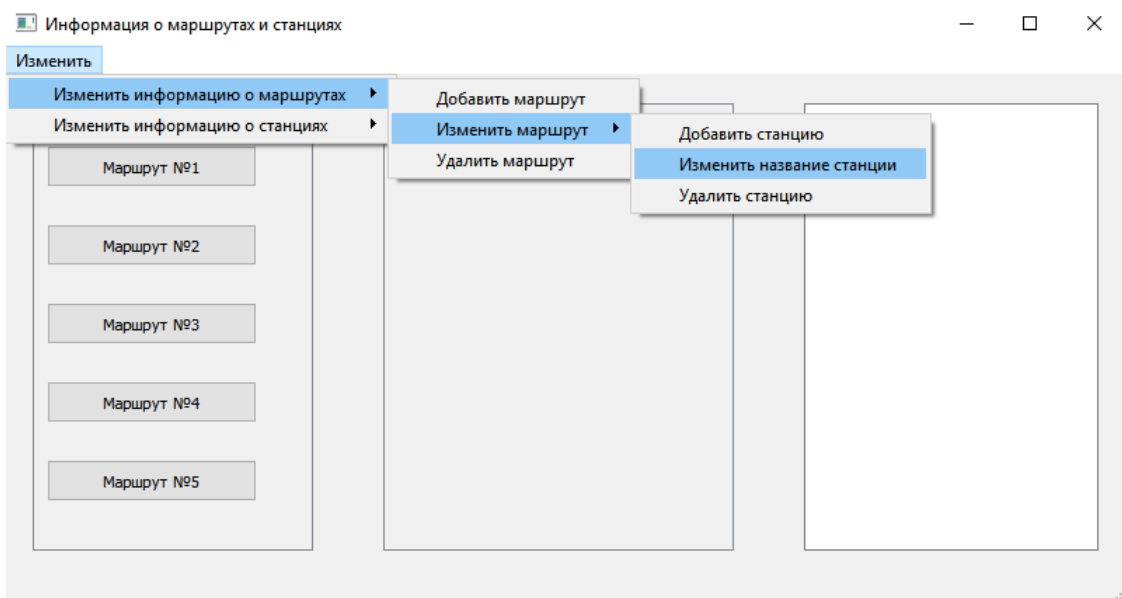 Информация о маршрутах и станциях
Изменить
Изменить информацию о маршрутах
Изменить информацию о станциях
Добавить маршрут
Изменить маршрут
Удалить маршрут
Добавить станцию
Изменить название станции
Удалить станцию
Маршрут №1
Маршрут №2
Маршрут №3
Маршрут №4
Маршрут №5